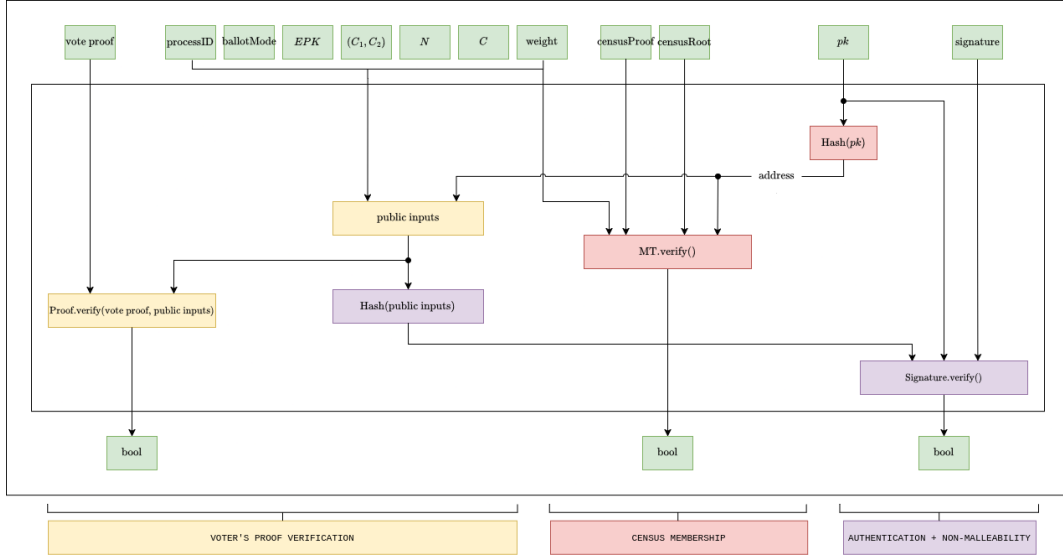 vote proof
processID
ballotMode
EPK
(C₁, C₂)
N
C
weight
censusProof
censusRoot
pk
signature
Hash(pk)
address
public inputs
MT.verify()
Proof.verify(vote proof, public inputs)
Hash(public inputs)
Signature.verify()
bool
bool
bool
VOTER'S PROOF VERIFICATION
CENSUS MEMBERSHIP
AUTHENTICATION + NON-MALLEABILITY